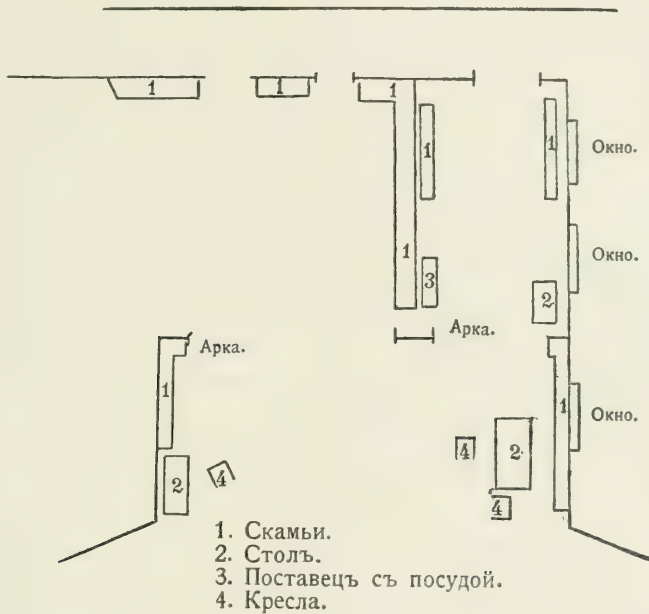 1 1 1
1 1 Окно.
1 3 Окно.
2
Арка. Арка.
1 1 Окно.
4 2
2 4 4
1. Скамьи.
2. Столъ.
3. Поставецъ съ посудой.
4. Кресла.